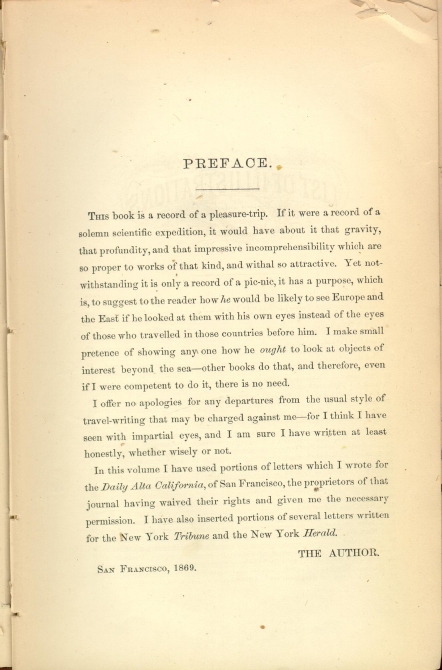 PREFACE.
THIS book is a record of a pleasure-trip. If it were a record of a
solemn scientific expedition, it would have about it that gravity,
that profundity, and that impressive incomprehensibility which are
so proper to works of that kind, and withal so attractive. Yet not-
withstanding it is only a record of a pic-nic, it has a purpose, which
is, to suggest to the reader how he would be likely to see Europe and
the East if he looked at them with his own eyes instead of the eyes
of those who travelled in those countries before him. I make small
pretence of showing any one how he ought to look at objects of
interest beyond the sea—other books do that, and therefore, even
if I were competent to do it, there is no need.
I offer no apologies for any departures from the usual style of
travel-writing that may be charged against me—for I think I have
seen with impartial eyes, and I am sure I have written at least
honestly, whether wisely or not.
In this volume I have used portions of letters which I wrote for
the Daily Alta California, of San Francisco, the proprietors of that
journal having waived their rights and given me the necessary
permission. I have also inserted portions of several letters written
for the New York Tribune and the New York Herald.
THE AUTHOR.
SAN FRANCISCO, 1869.